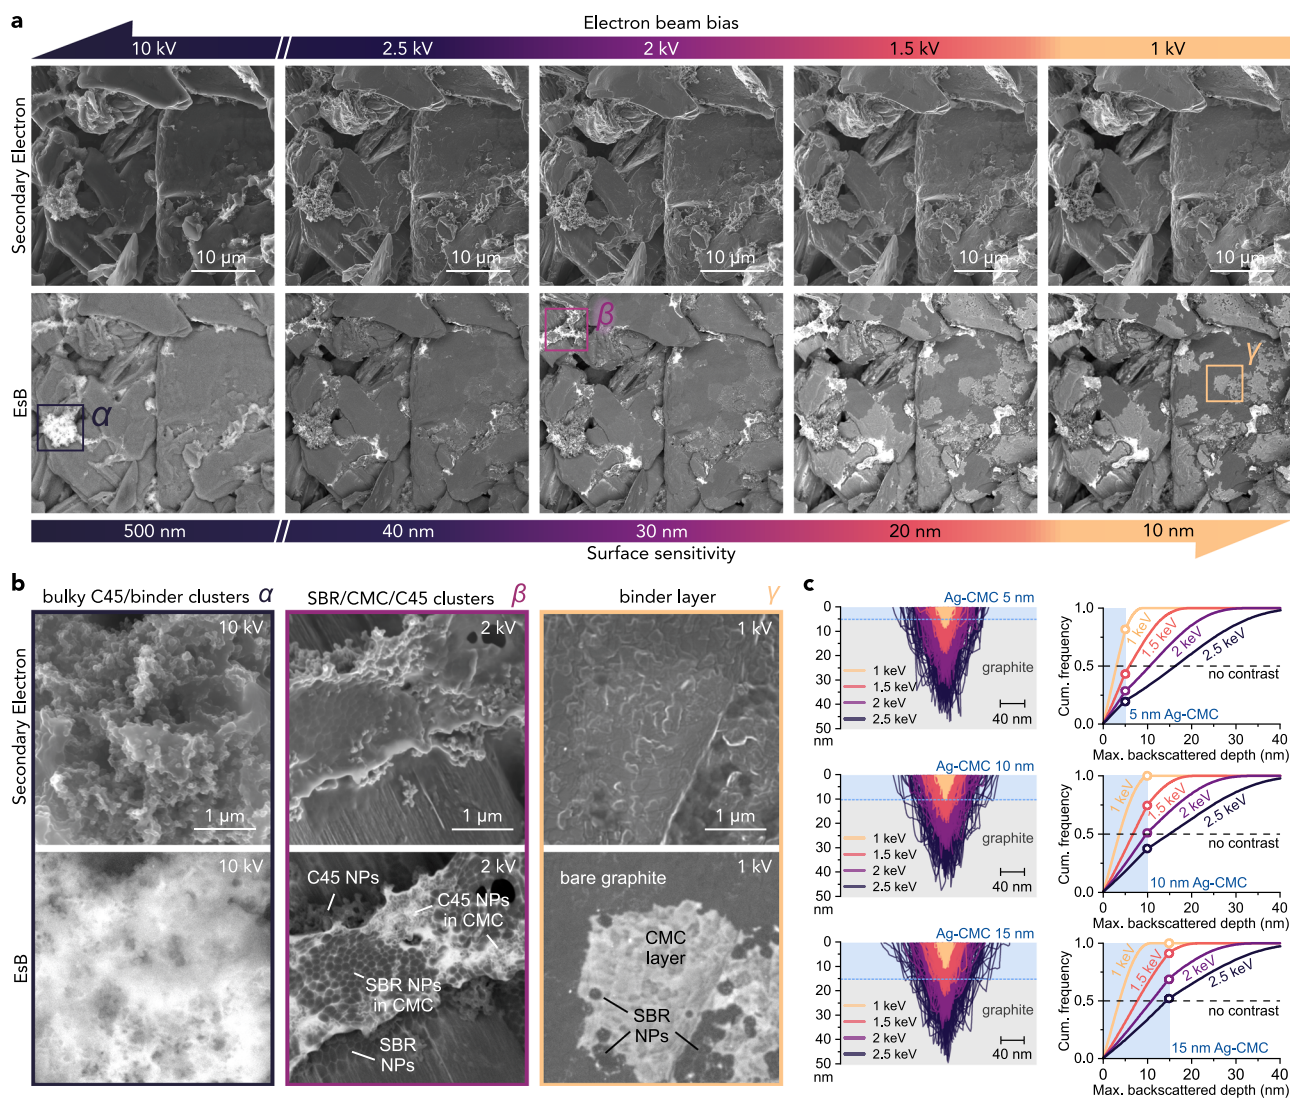 a
Electron beam bias
10 kV 2.5 kV 2 kV 1.5 kV 1 kV
Secondary Electron
10 µm 10 µm 10 µm 10 µm 10 µm
EsB
α β γ
500 nm 40 nm 30 nm 20 nm 10 nm
Surface sensitivity
b
bulky C45/binder clusters α
SBR/CMC/C45 clusters β
binder layer γ
Secondary Electron
10 kV 2 kV 1 kV
1 µm 1 µm 1 µm
EsB
10 kV 2 kV 1 kV
C45 NPs
C45 NPs
in CMC
SBR NPs
in CMC
SBR
NPs
bare graphite
CMC
layer
SBR
NPs
c
Ag-CMC 5 nm
0
10
20
30
40
50
nm
graphite
1 keV
1.5 keV
2 keV
2.5 keV
40 nm
Cum. frequency
1.0
0.5
0.0
1 keV
1.5 keV
2 keV
2.5 keV
no contrast
5 nm Ag-CMC
0 10 20 30 40
Max. backscattered depth (nm)
Ag-CMC 10 nm
0
10
20
30
40
50
nm
graphite
1 keV
1.5 keV
2 keV
2.5 keV
40 nm
Cum. frequency
1.0
0.5
0.0
1 keV
1.5 keV
2 keV
2.5 keV
no contrast
10 nm Ag-CMC
0 10 20 30 40
Max. backscattered depth (nm)
Ag-CMC 15 nm
0
10
20
30
40
50
nm
graphite
1 keV
1.5 keV
2 keV
2.5 keV
40 nm
Cum. frequency
1.0
0.5
0.0
1 keV
1.5 keV
2 keV
2.5 keV
no contrast
15 nm Ag-CMC
0 10 20 30 40
Max. backscattered depth (nm)